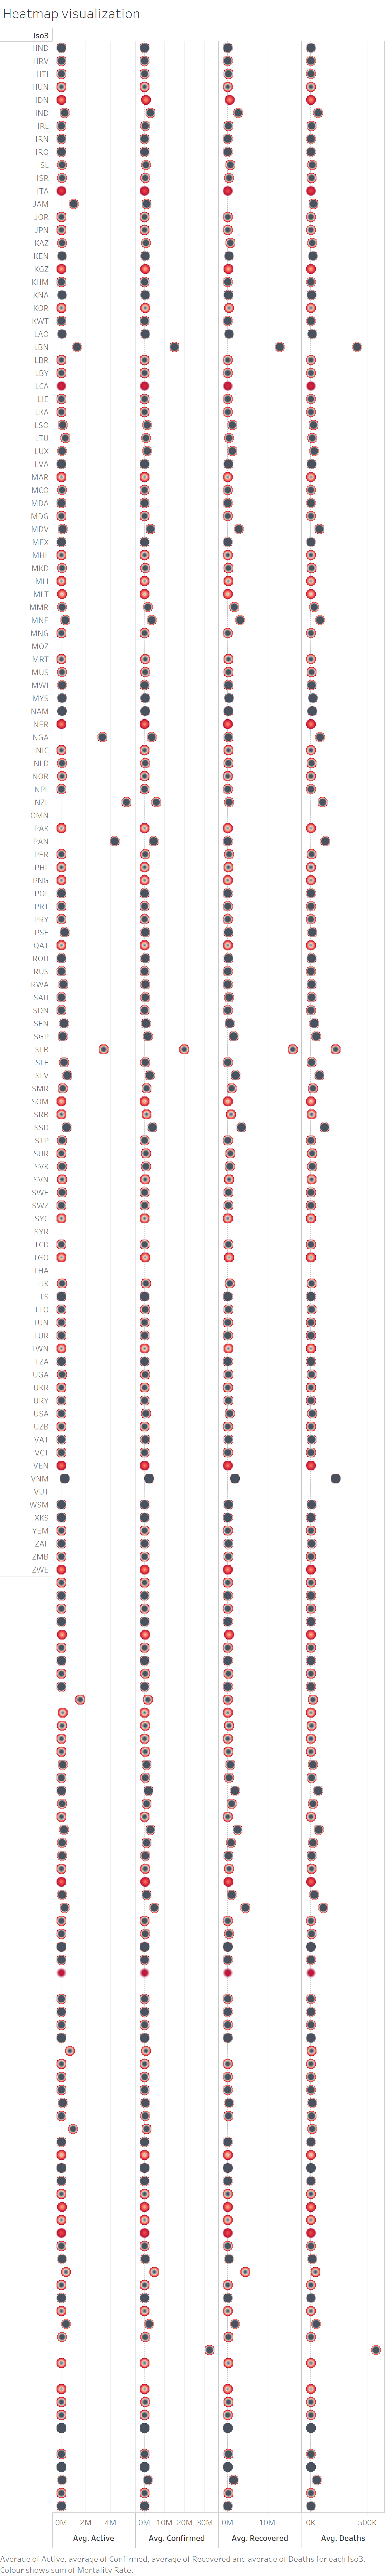 Heatmap visualization
Iso3
HND
HRV
HTI
HUN
IDN
IND
IRL
IRN
IRQ
ISL
ISR
ITA
JAM
JOR
JPN
KAZ
KEN
KGZ
KHM
KNA
KOR
KWT
LAO
LBN
LBR
LBY
LCA
LIE
LKA
LSO
LTU
LUX
LVA
MAR
MCO
MDA
MDG
MDV
MEX
MHL
MKD
MLI
MLT
MMR
MNE
MNG
MOZ
MRT
MUS
MWI
MYS
NAM
NER
NGA
NIC
NLD
NOR
NPL
NZL
OMN
PAK
PAN
PER
PHL
PNG
POL
PRT
PRY
PSE
QAT
ROU
RUS
RWA
SAU
SDN
SEN
SGP
SLB
SLE
SLV
SMR
SOM
SRB
SSD
STP
SUR
SVK
SVN
SWE
SWZ
SYC
SYR
TCD
TGO
THA
TJK
TLS
TTO
TUN
TUR
TWN
TZA
UGA
UKR
URY
USA
UZB
VAT
VCT
VEN
VNM
VUT
WSM
XKS
YEM
ZAF
ZMB
ZWE
0M 2M 4M 0M 10M 20M 30M 0M 10M 0K 500K
Avg. Active Avg. Confirmed Avg. Recovered Avg. Deaths
Average of Active, average of Confirmed, average of Recovered and average of Deaths for each Iso3.
Colour shows sum of Mortality Rate.